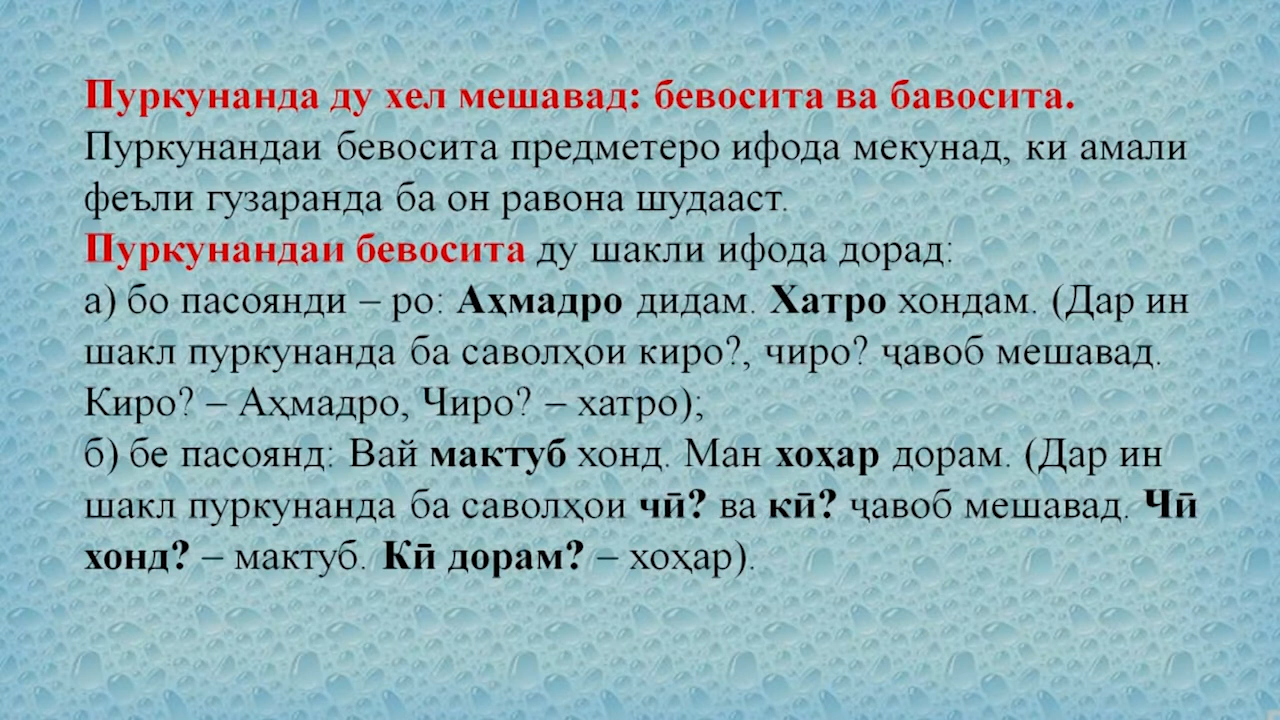 Пуркунанда ду хел мешавад: бевосита ва бавосита.
Пуркунандаи бевосита предметеро ифода мекунад, ки амали
феъли гузаранда ба он равона шудааст.
Пуркунандаи бевосита ду шакли ифода дорад:
а) бо пасоянди – ро: Аҳмадро дидам. Хатро хондам. (Дар ин
шакл пуркунанда ба саволҳои киро?, чиро? ҷавоб мешавад.
Киро? – Аҳмадро, Чиро? – хатро);
б) бе пасоянд: Вай мактуб хонд. Ман хоҳар дорам. (Дар ин
шакл пуркунанда ба саволҳои чӣ? ва кӣ? ҷавоб мешавад. Чӣ
хонд? – мактуб. Кӣ дорам? – хоҳар).